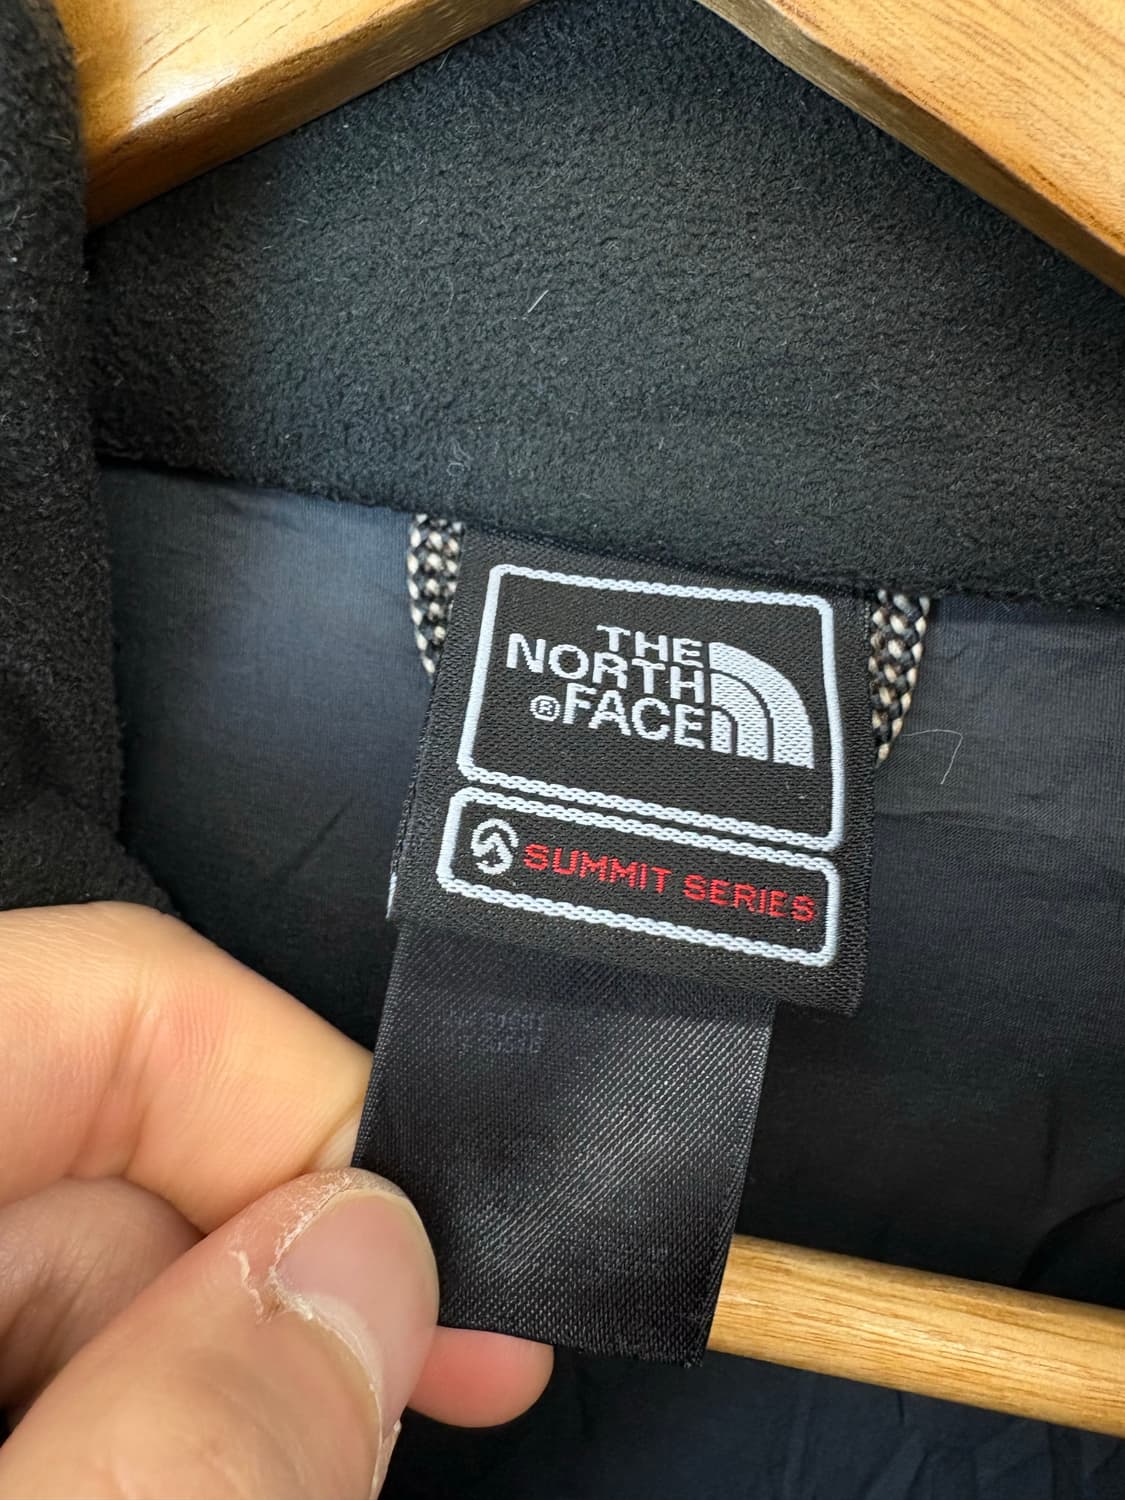 THE
NORTH
®FACE
SUMMIT SERIES